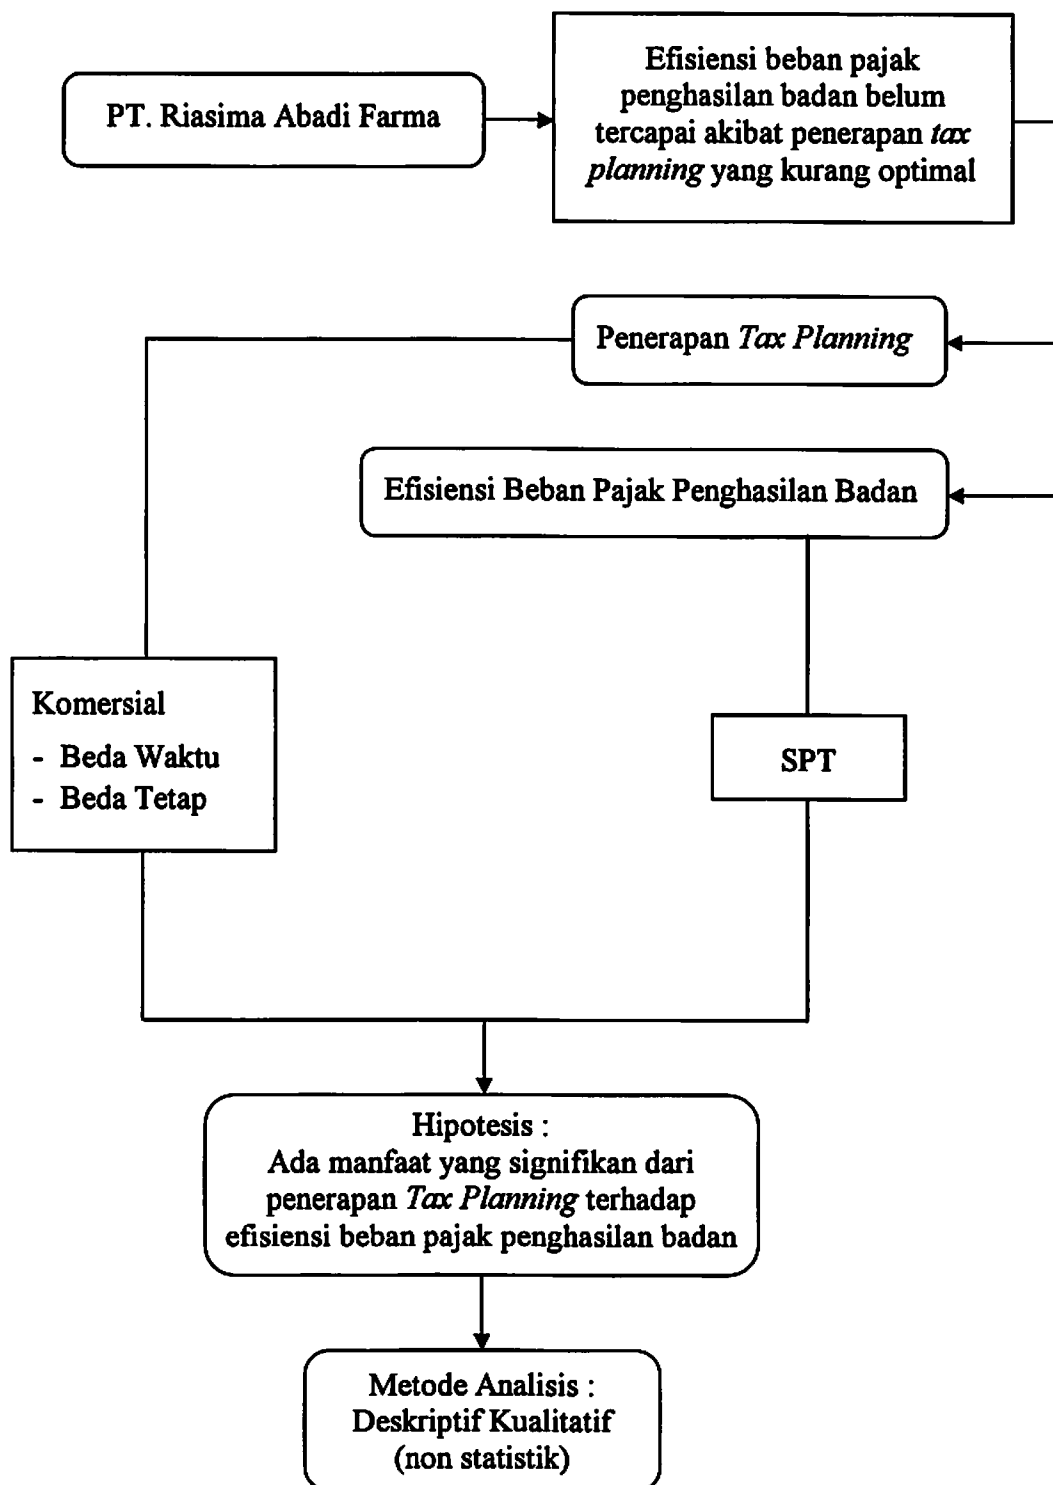 PT. Riasima Abadi Farma
Efisiensi beban pajak
penghasilan badan belum
tercapai akibat penerapan tax
planning yang kurang optimal
Penerapan Tax Planning
Efisiensi Beban Pajak Penghasilan Badan
Komersial
- Beda Waktu
- Beda Tetap
SPT
Hipotesis :
Ada manfaat yang signifikan dari
penerapan Tax Planning terhadap
efisiensi beban pajak penghasilan badan
Metode Analisis :
Deskriptif Kualitatif
(non statistik)